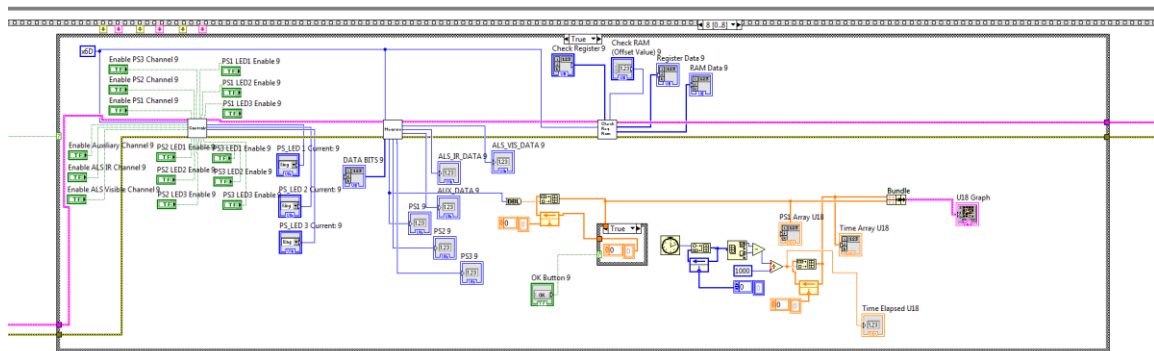 8 [0..8]
True
x6D
Check Register 9
Check RAM
(Offset Value) 9
Register Data 9
RAM Data 9
Enable PS3 Channel 9
PS1 LED1 Enable 9
Enable PS2 Channel 9
PS1 LED2 Enable 9
Enable PS1 Channel 9
PS1 LED3 Enable 9
Check
Enable Auxiliary Channel 9
PS2 LED1 Enable 9
PS3 LED1 Enable 9
PS_LED 1 Current: 9
DATA BITS 9
ALS_IR_DATA 9
ALS_VIS_DATA 9
Enable ALS IR Channel 9
PS2 LED2 Enable 9
PS3 LED2 Enable 9
PS_LED 2 Current: 9
AUX_DATA 9
Enable ALS Visible Channel 9
PS2 LED3 Enable 9
PS3 LED3 Enable 9
PS_LED 3 Current: 9
PS1 9
PS2 9
PS3 9
DBL
0
True
0
OK Button 9
OK
1000
0
0
PS1 Array U18
Time Array U18
Bundle
U18 Graph
Time Elapsed U18